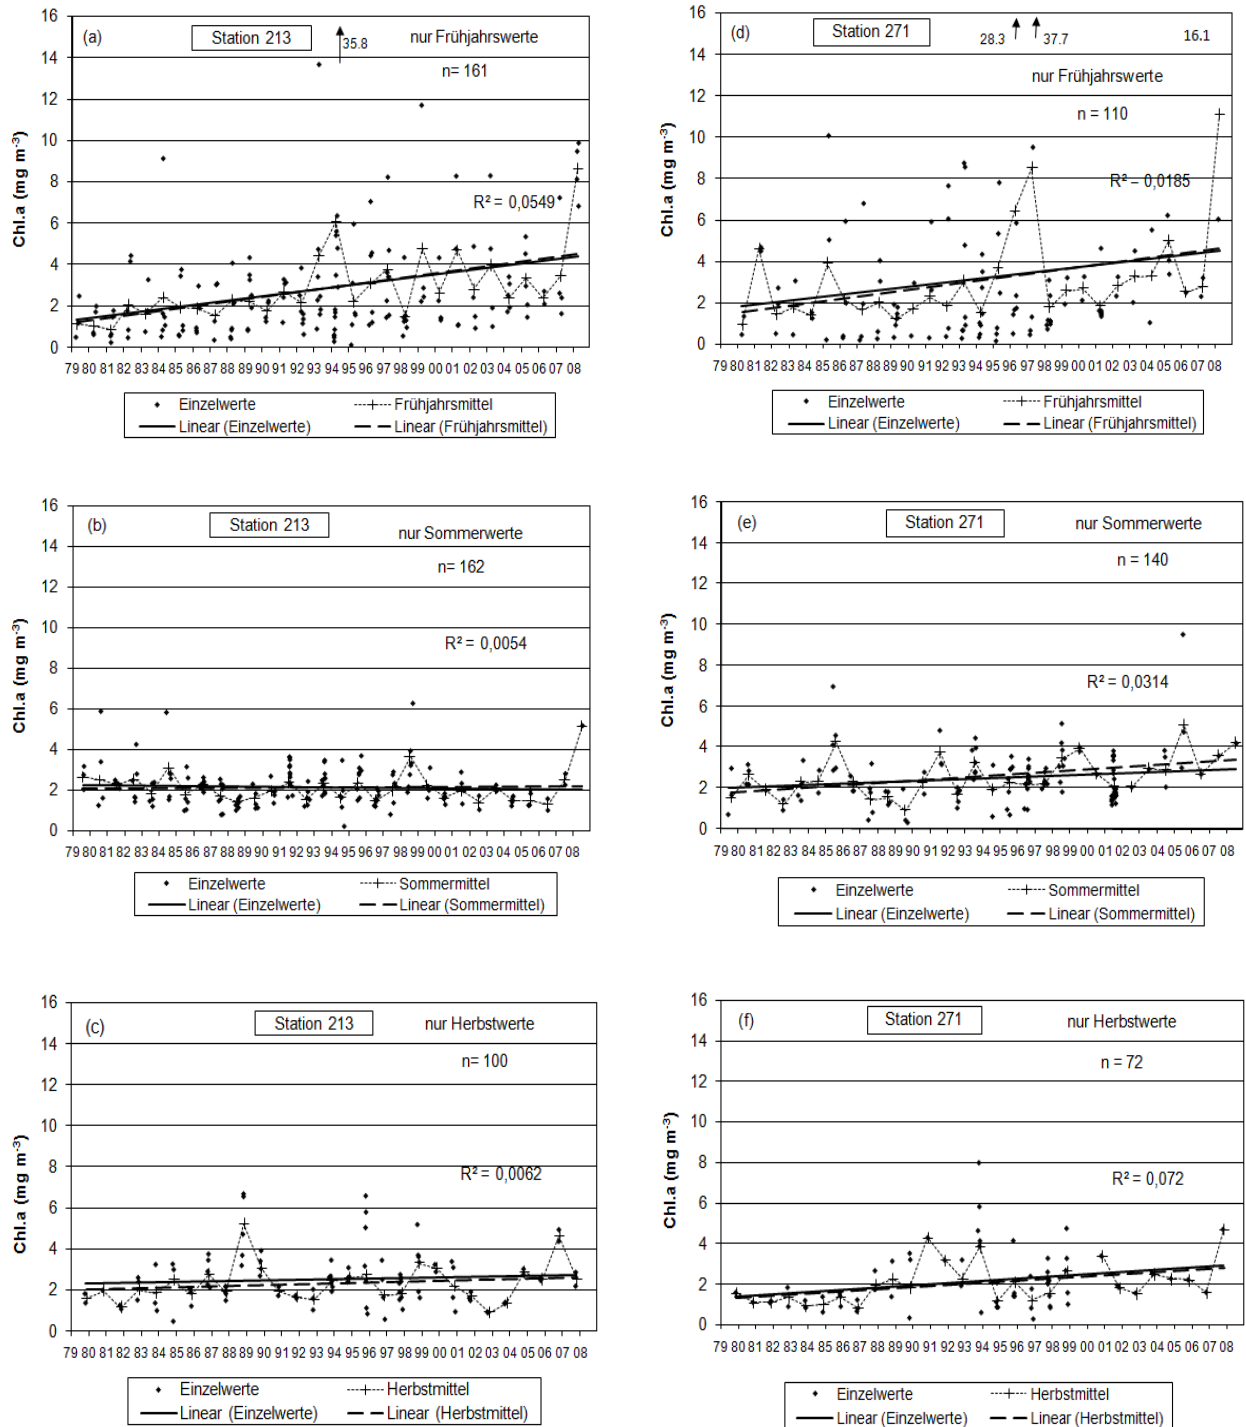 (a)
Station 213
35.8
nur Frühjahrswerte
n= 161
R² = 0,0549
Chl.a (mg m⁻³)
16
14
12
10
8
6
4
2
0
79 80 81 82 83 84 85 86 87 88 89 90 91 92 93 94 95 96 97 98 99 00 01 02 03 04 05 06 07 08
Einzelwerte
Frühjahrsmittel
Linear (Einzelwerte)
Linear (Frühjahrsmittel)
(d)
Station 271
28.3
37.7
16.1
nur Frühjahrswerte
n = 110
R² = 0,0185
Chl.a (mg m⁻³)
16
14
12
10
8
6
4
2
0
79 80 81 82 83 84 85 86 87 88 89 90 91 92 93 94 95 96 97 98 99 00 01 02 03 04 05 06 07 08
Einzelwerte
Frühjahrsmittel
Linear (Einzelwerte)
Linear (Frühjahrsmittel)
(b)
Station 213
nur Sommerwerte
n= 162
R² = 0,0054
Chl.a (mg m⁻³)
16
14
12
10
8
6
4
2
0
79 80 81 82 83 84 85 86 87 88 89 90 91 92 93 94 95 96 97 98 99 00 01 02 03 04 05 06 07 08
Einzelwerte
Sommermittel
Linear (Einzelwerte)
Linear (Sommermittel)
(e)
Station 271
nur Sommerwerte
n = 140
R² = 0,0314
Chl.a (mg m⁻³)
16
14
12
10
8
6
4
2
0
79 80 81 82 83 84 85 86 87 88 89 90 91 92 93 94 95 96 97 98 99 00 01 02 03 04 05 06 07 08
Einzelwerte
Sommermittel
Linear (Einzelwerte)
Linear (Sommermittel)
(c)
Station 213
nur Herbstwerte
n= 100
R² = 0,0062
Chl.a (mg m⁻³)
16
14
12
10
8
6
4
2
0
79 80 81 82 83 84 85 86 87 88 89 90 91 92 93 94 95 96 97 98 99 00 01 02 03 04 05 06 07 08
Einzelwerte
Herbstmittel
Linear (Einzelwerte)
Linear (Herbstmittel)
(f)
Station 271
nur Herbstwerte
n = 72
R² = 0,072
Chl.a (mg m⁻³)
16
14
12
10
8
6
4
2
0
79 80 81 82 83 84 85 86 87 88 89 90 91 92 93 94 95 96 97 98 99 00 01 02 03 04 05 06 07 08
Einzelwerte
Herbstmittel
Linear (Einzelwerte)
Linear (Herbstmittel)